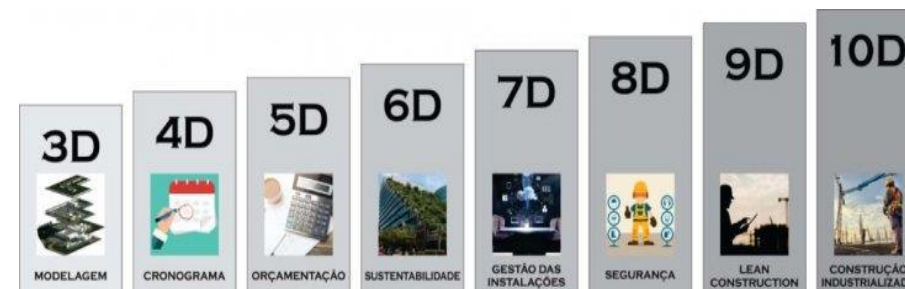 3D
MODELAGEM
4D
CRONOGRAMA
5D
ORÇAMENTAÇÃO
6D
SUSTENTABILIDADE
7D
GESTÃO DAS
INSTALAÇÕES
8D
SEGURANÇA
9D
LEAN
CONSTRUCTION
10D
CONSTRUÇÃO
INDUSTRIALIZAD